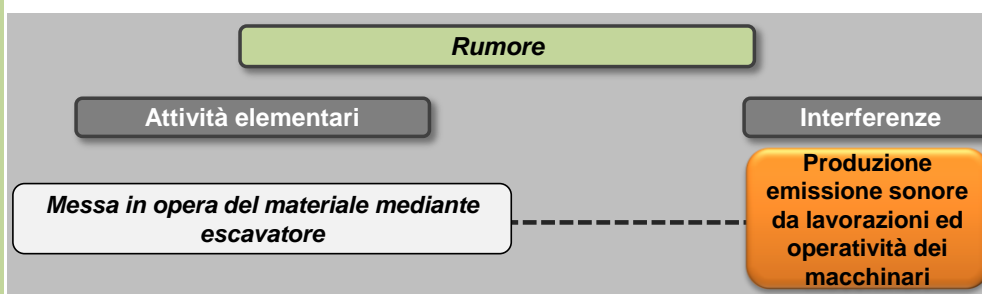 Rumore
Attività elementari
Interferenze
Messa in opera del materiale mediante
escavatore
Produzione
emissione sonore
da lavorazioni ed
operatività dei
macchinari